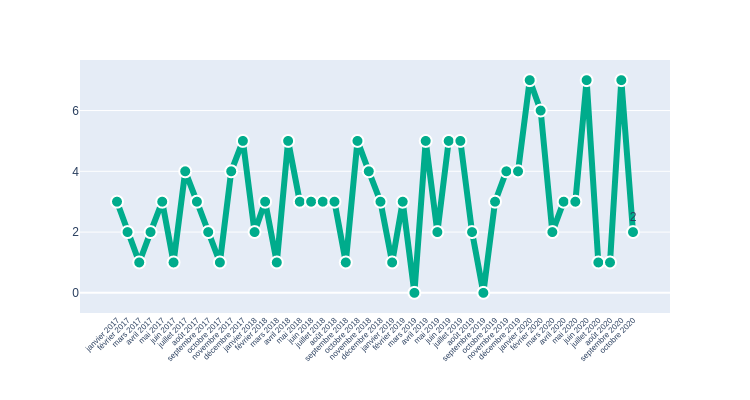 6
4
2
0
2
janvier 2017
février 2017
mars 2017
avril 2017
mai 2017
juin 2017
juillet 2017
août 2017
septembre 2017
octobre 2017
novembre 2017
décembre 2017
janvier 2018
février 2018
mars 2018
avril 2018
mai 2018
juin 2018
juillet 2018
août 2018
septembre 2018
octobre 2018
novembre 2018
décembre 2018
janvier 2019
février 2019
mars 2019
avril 2019
mai 2019
juin 2019
juillet 2019
août 2019
septembre 2019
octobre 2019
novembre 2019
décembre 2019
janvier 2020
février 2020
mars 2020
avril 2020
mai 2020
juin 2020
juillet 2020
août 2020
septembre 2020
octobre 2020